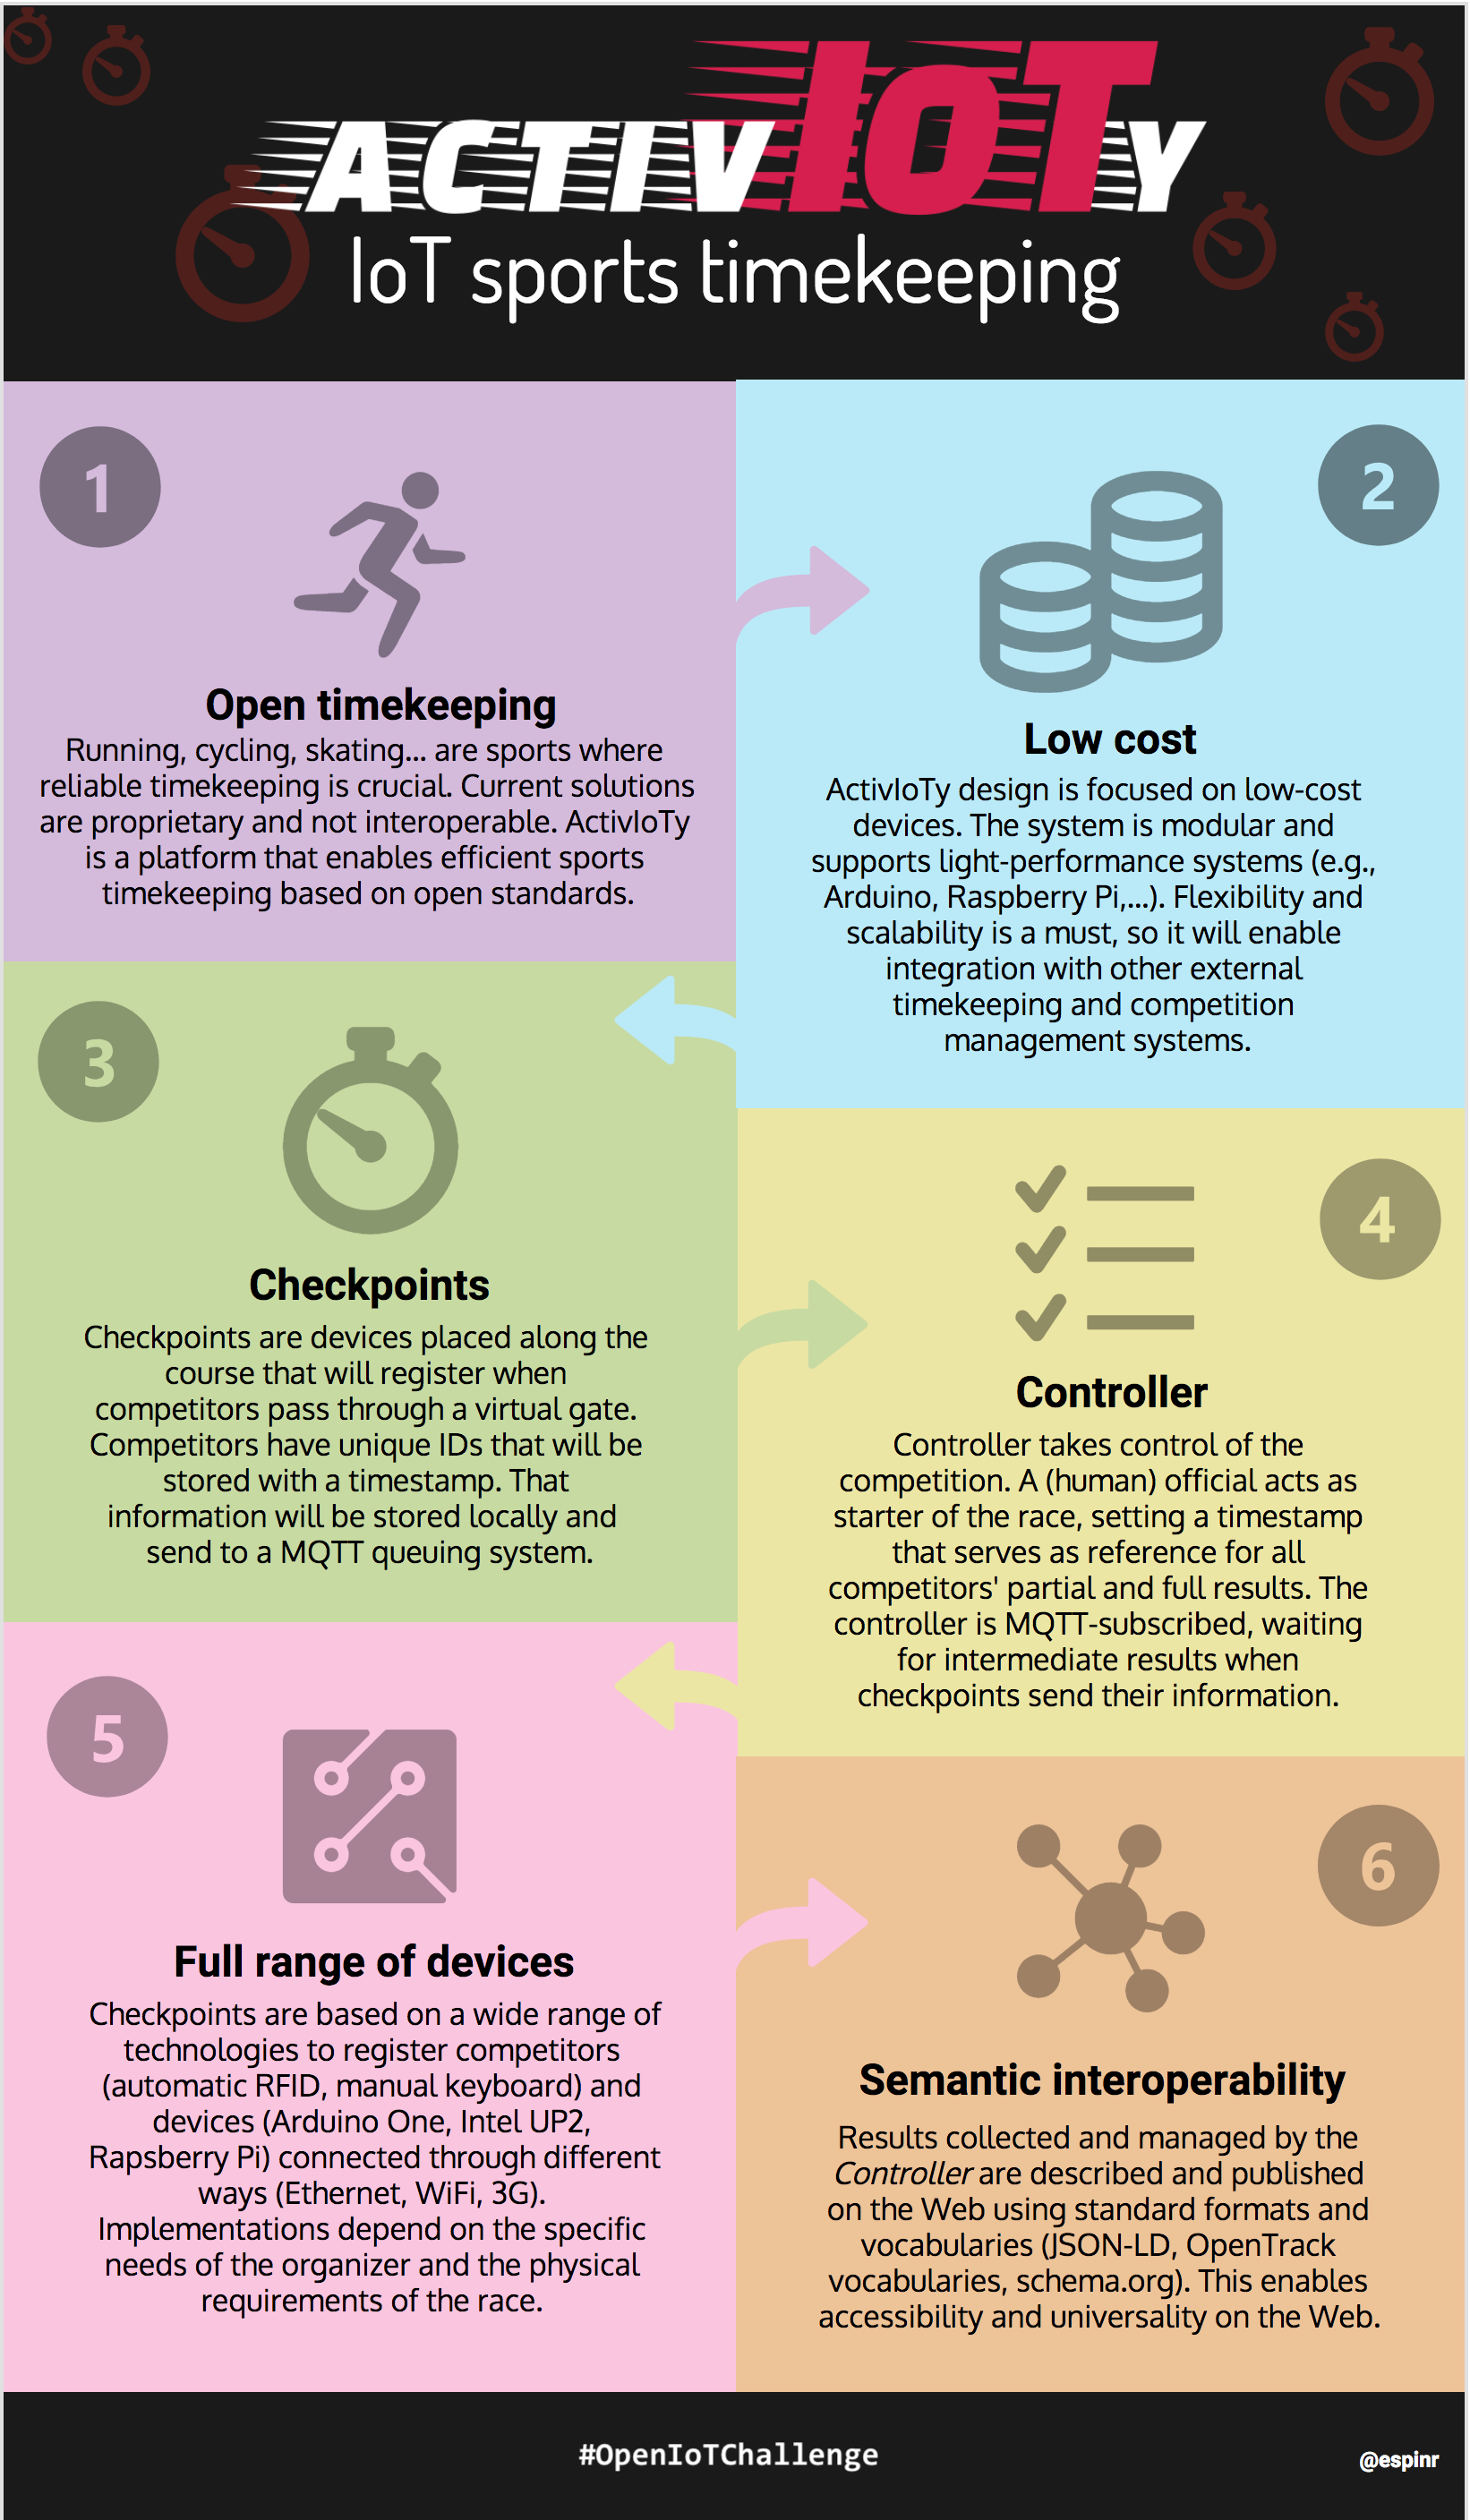 ACTIVIoTy
IoT sports timekeeping
1
Open timekeeping
Running, cycling, skating... are sports where
reliable timekeeping is crucial. Current solutions
are proprietary and not interoperable. ActivIoTy
is a platform that enables efficient sports
timekeeping based on open standards.
2
Low cost
ActivIoTy design is focused on low-cost
devices. The system is modular and
supports light-performance systems (e.g.,
Arduino, Raspberry Pi,...). Flexibility and
scalability is a must, so it will enable
integration with other external
timekeeping and competition
management systems.
3
Checkpoints
Checkpoints are devices placed along the
course that will register when
competitors pass through a virtual gate.
Competitors have unique IDs that will be
stored with a timestamp. That
information will be stored locally and
send to a MQTT queuing system.
4
Controller
Controller takes control of the
competition. A (human) official acts as
starter of the race, setting a timestamp
that serves as reference for all
competitors' partial and full results. The
controller is MQTT-subscribed, waiting
for intermediate results when
checkpoints send their information.
5
Full range of devices
Checkpoints are based on a wide range of
technologies to register competitors
(automatic RFID, manual keyboard) and
devices (Arduino One, Intel UP2,
Rapsberry Pi) connected through different
ways (Ethernet, WiFi, 3G).
Implementations depend on the specific
needs of the organizer and the physical
requirements of the race.
6
Semantic interoperability
Results collected and managed by the
Controller are described and published
on the Web using standard formats and
vocabularies (JSON-LD, OpenTrack
vocabularies, schema.org). This enables
accessibility and universality on the Web.
#OpenIoTChallenge
@espinr